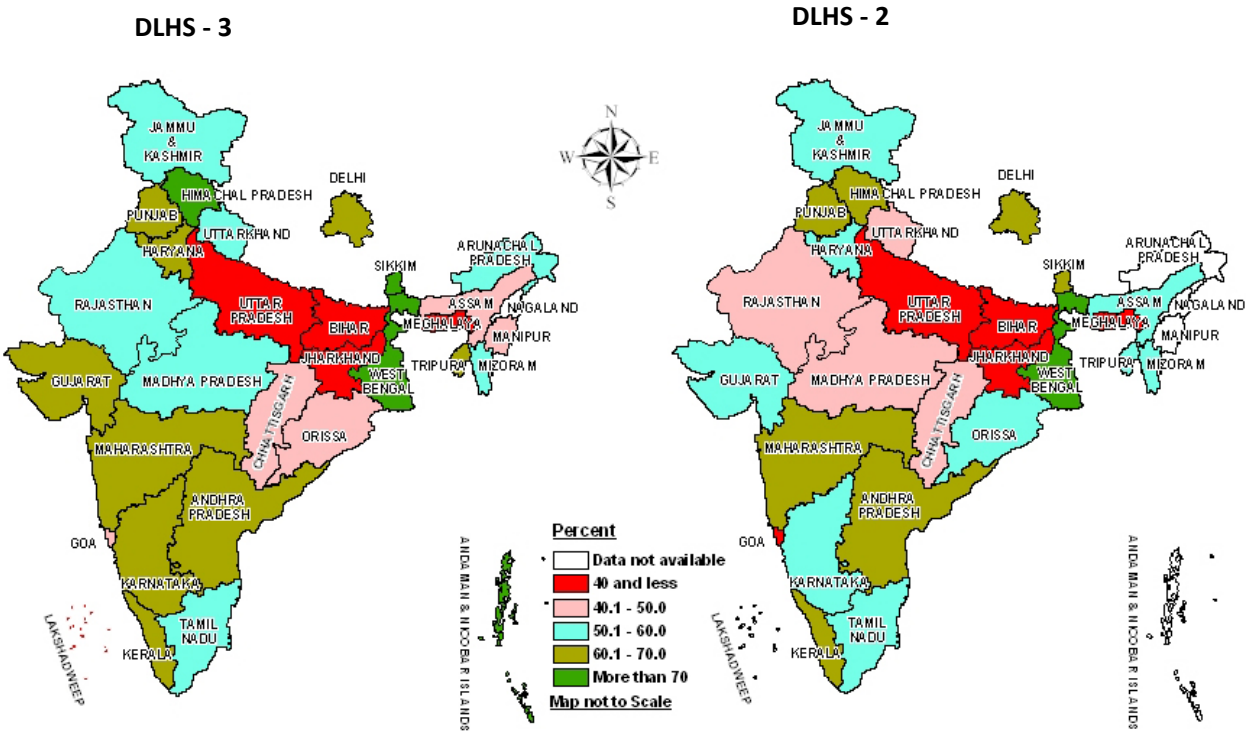 DLHS - 3
DLHS - 2
N
W
E
S
JAMMU
&
KASHMIR
HIMACHAL PRADESH
PUNJAB
UTTARKHAND
HARYANA
DELHI
RAJASTHAN
UTTAR
PRADESH
BIHAR
SIKKIM
ARUNACHAL
PRADESH
ASSAM
NAGALAND
MEGHALAYA
MANIPUR
TRIPURA
MIZORAM
JHARKHAND
WEST
BENGAL
GUJARAT
MADHYA PRADESH
CHHATTISGARH
ORISSA
MAHARASHTRA
ANDHRA
PRADESH
GOA
KARNATAKA
TAMIL
NADU
KERALA
LAKSHADWEEP
ANDAMAN & NICOBAR ISLANDS
Percent
Data not available
40 and less
40.1 - 50.0
50.1 - 60.0
60.1 - 70.0
More than 70
Map not to Scale
JAMMU
&
KASHMIR
HIMACHAL PRADESH
PUNJAB
UTTARKHAND
HARYANA
DELHI
RAJASTHAN
UTTAR
PRADESH
BIHAR
SIKKIM
ARUNACHAL
PRADESH
ASSAM
NAGALAND
MEGHALAYA
MANIPUR
TRIPURA
MIZORAM
JHARKHAND
WEST
BENGAL
GUJARAT
MADHYA PRADESH
CHHATTISGARH
ORISSA
MAHARASHTRA
ANDHRA
PRADESH
GOA
KARNATAKA
TAMIL
NADU
KERALA
LAKSHADWEEP
ANDAMAN & NICOBAR ISLANDS